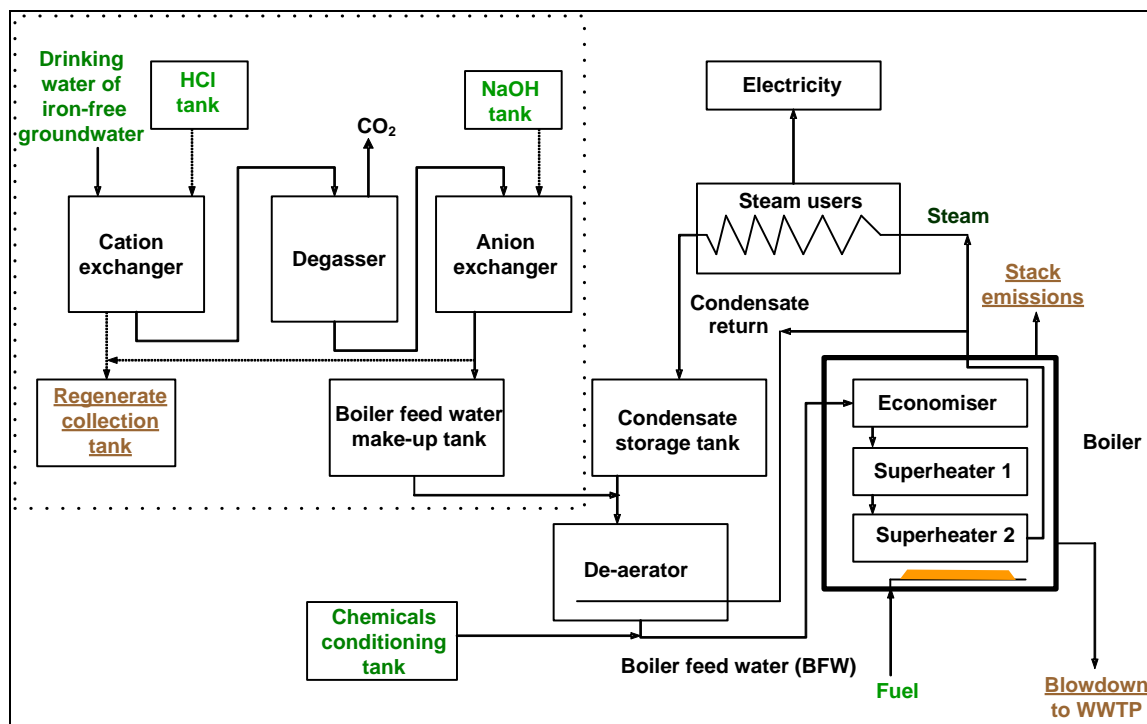 Drinking
water of
iron-free
groundwater
HCl
tank
NaOH
tank
CO₂
Electricity
Cation
exchanger
Degasser
Anion
exchanger
Steam users
Steam
Stack
emissions
Condensate
return
Regenerate
collection
tank
Boiler feed water
make-up tank
Condensate
storage tank
Economiser
Boiler
Superheater 1
Superheater 2
De-aerator
Chemicals
conditioning
tank
Boiler feed water (BFW)
Fuel
Blowdown
to WWTP